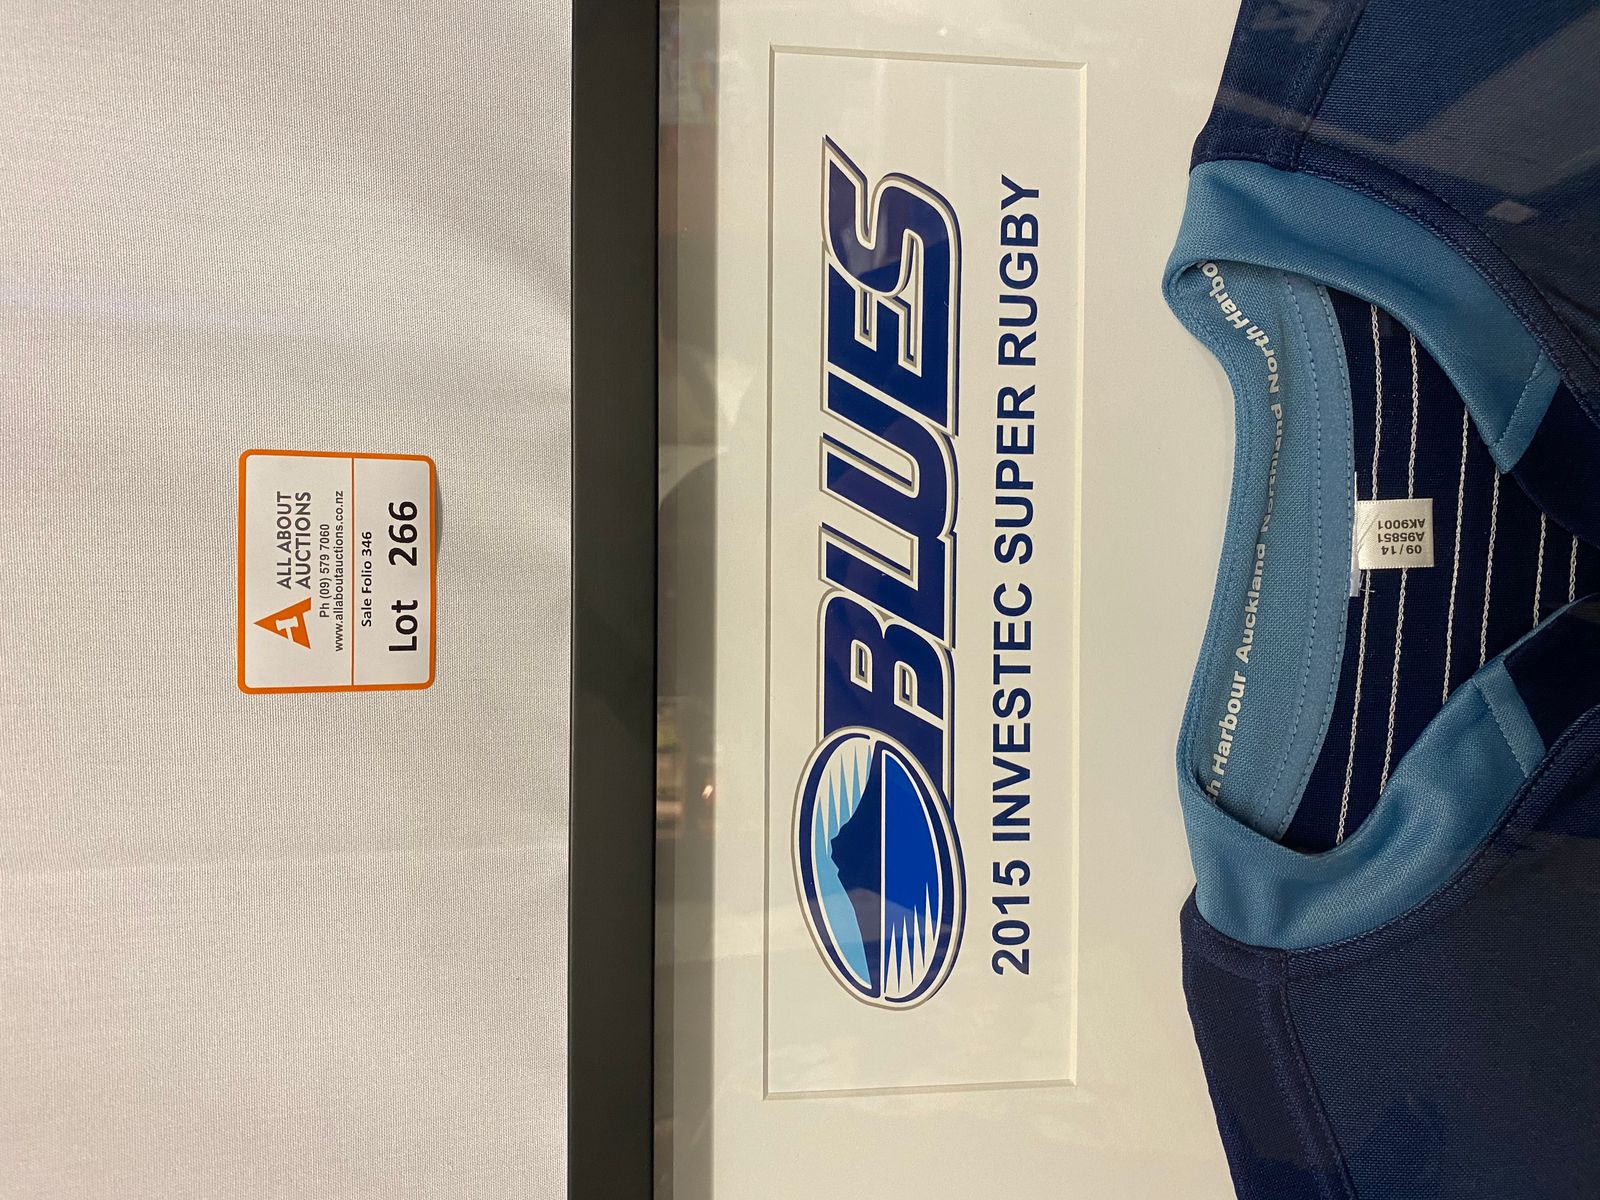 ALL ABOUT
AUCTIONS
Ph (09) 579 7060
www.allaboutauctions.co.nz
Sale Folio 346
Lot 266
BLUES
2015 INVESTEC SUPER RUGBY
Harbour Auckland Northland North Harbo
09/14
A95851
AK9001